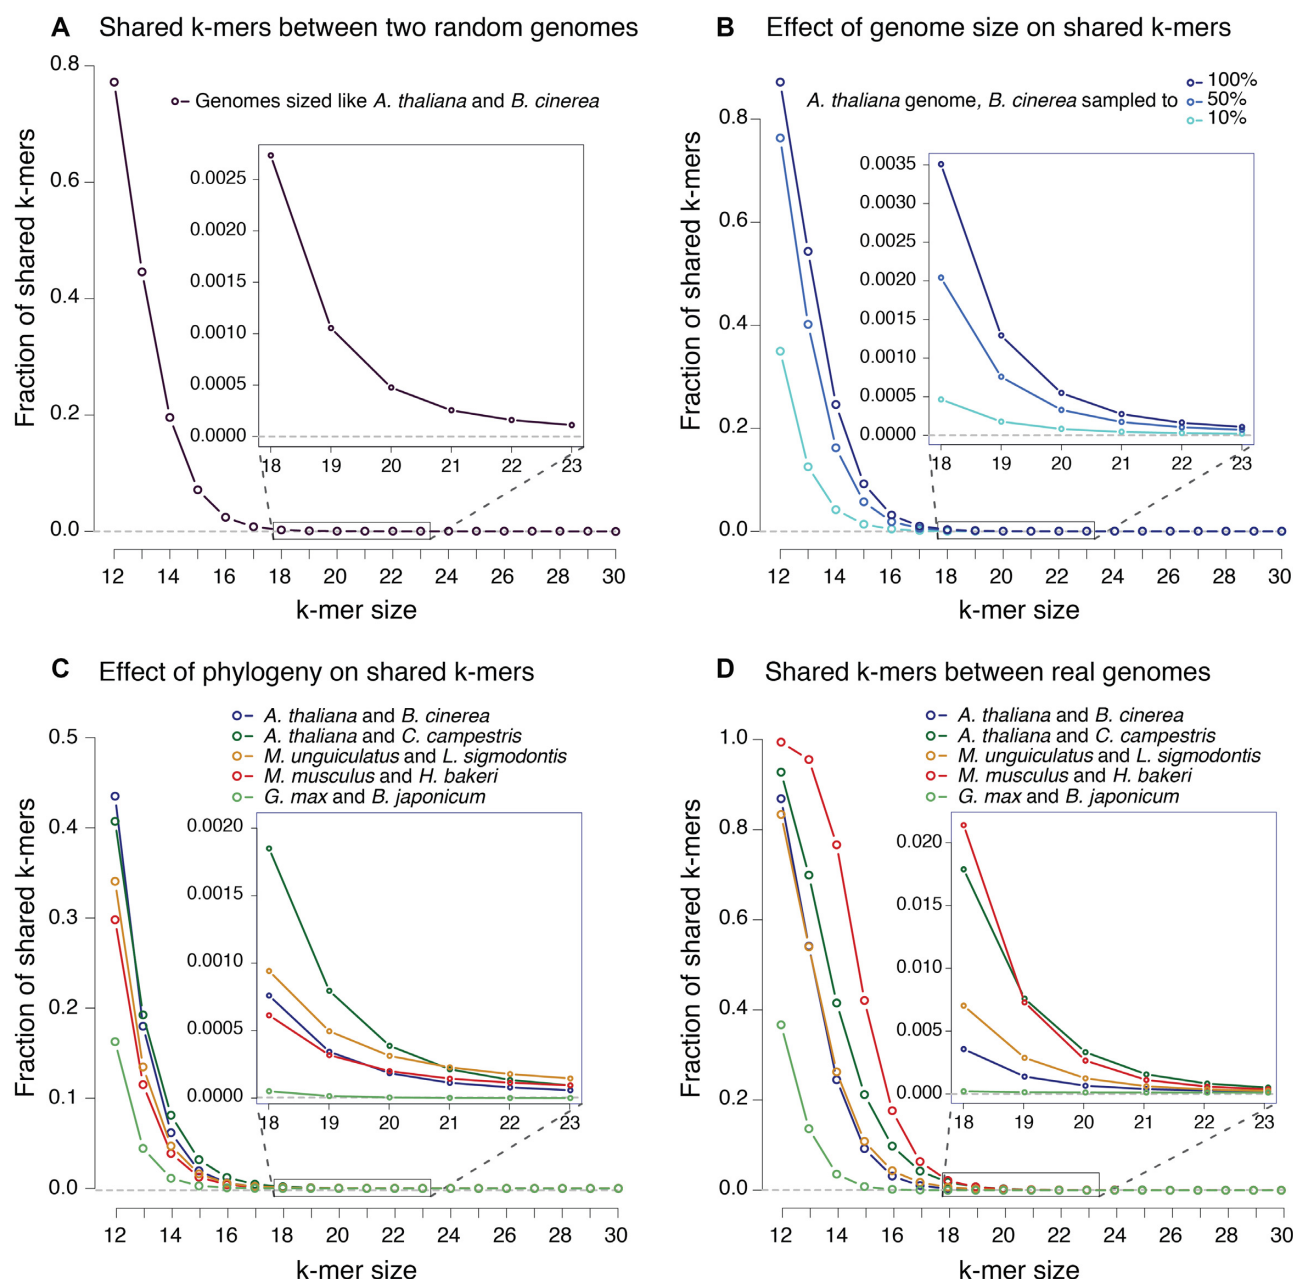 A Shared k-mers between two random genomes
Fraction of shared k-mers
0.8
0.6
0.4
0.2
0.0
Genomes sized like A. thaliana and B. cinerea
0.0025
0.0020
0.0015
0.0010
0.0005
0.0000
18 19 20 21 22 23
12 14 16 18 20 22 24 26 28 30
k-mer size
B Effect of genome size on shared k-mers
Fraction of shared k-mers
0.8
0.6
0.4
0.2
0.0
A. thaliana genome, B. cinerea sampled to
100%
50%
10%
0.0035
0.0030
0.0025
0.0020
0.0015
0.0010
0.0005
0.0000
18 19 20 21 22 23
12 14 16 18 20 22 24 26 28 30
k-mer size
C Effect of phylogeny on shared k-mers
A. thaliana and B. cinerea
A. thaliana and C. campestris
M. unguiculatus and L. sigmodontis
M. musculus and H. bakeri
G. max and B. japonicum
Fraction of shared k-mers
0.5
0.4
0.3
0.2
0.1
0.0
0.0020
0.0015
0.0010
0.0005
0.0000
18 19 20 21 22 23
12 14 16 18 20 22 24 26 28 30
k-mer size
D Shared k-mers between real genomes
A. thaliana and B. cinerea
A. thaliana and C. campestris
M. unguiculatus and L. sigmodontis
M. musculus and H. bakeri
G. max and B. japonicum
Fraction of shared k-mers
1.0
0.8
0.6
0.4
0.2
0.0
0.020
0.015
0.010
0.005
0.000
18 19 20 21 22 23
12 14 16 18 20 22 24 26 28 30
k-mer size